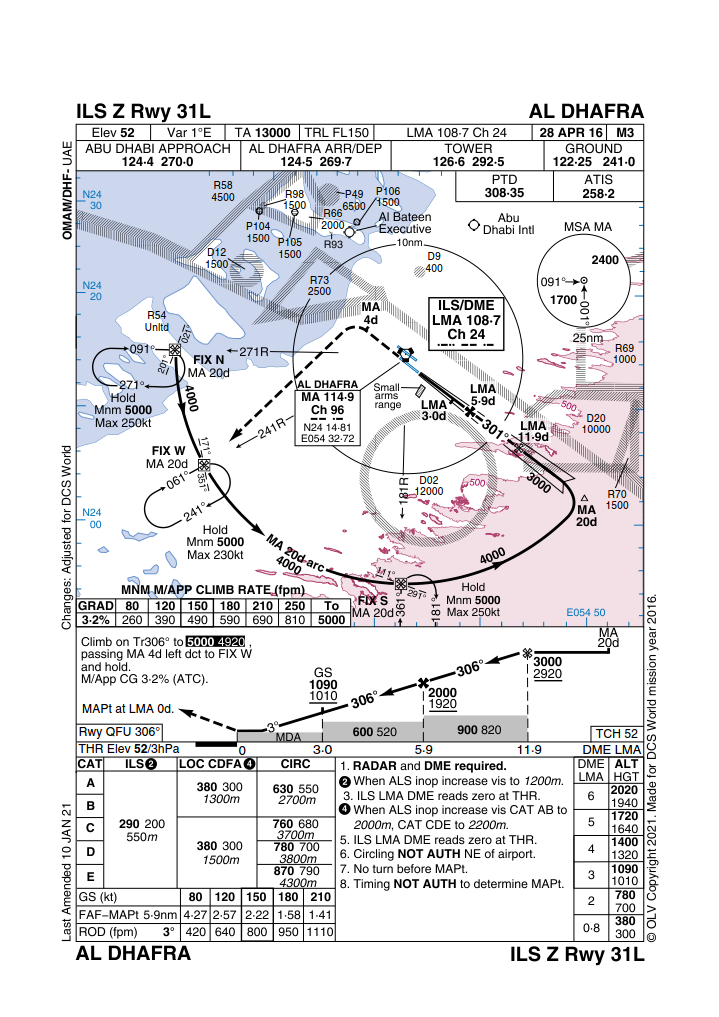 ILS Z Rwy 31L
AL DHAFRA
Elev 52
Var 1°E
TA 13000
TRL FL150
LMA 108·7 Ch 24
28 APR 16
M3
ABU DHABI APPROACH
124·4 270·0
AL DHAFRA ARR/DEP
124·5 269·7
TOWER
126·6 292·5
GROUND
122·25 241·0
PTD
308·35
ATIS
258·2
OMAM/DHF- UAE
Changes: Adjusted for DCS World
Last Amended 10 JAN 21
© OLV Copyright 2021. Made for DCS World mission year 2016.
N24
30
N24
20
N24
00
E054 50
R58
4500
R98
1500
P49
6500
P106
1500
P104
1500
P105
1500
R66
2000
R93
Al Bateen
Executive
10nm
Abu
Dhabi Intl
D12
1500
D9
400
R73
2500
R54
Unltd
MSA MA
2400
091°
1700
001°
25nm
R69
1000
MA
4d
ILS/DME
LMA 108·7
Ch 24
091°
021°
201°
271°
FIX N
MA 20d
271R
Hold
Mnm 5000
Max 250kt
4000
AL DHAFRA
MA 114·9
Ch 96
N24 14·81
E054 32·72
Small
arms
range
LMA
3·0d
LMA
5·9d
LMA
11·9d
301°
3000
500
D20
10000
R70
1500
241R
FIX W
MA 20d
171°
351°
061°
241°
Hold
Mnm 5000
Max 230kt
181R
D02
12000
500
MA
20d
MA 20d arc
4000
4000
111°
291°
FIX S
MA 20d
361°
181°
Hold
Mnm 5000
Max 250kt
MNM M/APP CLIMB RATE (fpm)
GRAD 80 120 150 180 210 250 To
3·2% 260 390 490 590 690 810 5000
Climb on Tr306° to 5000 4920 ,
passing MA 4d left dct to FIX W
and hold.
M/App CG 3·2% (ATC).
MA
20d
GS
1090
1010
306°
306°
3000
2920
2000
1920
MAPt at LMA 0d.
3°
MDA
600 520
900 820
Rwy QFU 306°
TCH 52
THR Elev 52/3hPa
0 3·0 5·9 11·9 DME LMA
CAT ILS 2 LOC CDFA 4 CIRC
A
B
C
D
E
290 200
550m
380 300
1300m
380 300
1500m
630 550
2700m
760 680
3700m
780 700
3800m
870 790
4300m
GS (kt) 80 120 150 180 210
FAF–MAPt 5·9nm 4·27 2·57 2·22 1·58 1·41
ROD (fpm) 3° 420 640 800 950 1110
1. RADAR and DME required.
2 When ALS inop increase vis to 1200m.
3. ILS LMA DME reads zero at THR.
4 When ALS inop increase vis CAT AB to
2000m, CAT CDE to 2200m.
5. ILS LMA DME reads zero at THR.
6. Circling NOT AUTH NE of airport.
7. No turn before MAPt.
8. Timing NOT AUTH to determine MAPt.
DME
LMA
ALT
HGT
6 2020
1940
5 1720
1640
4 1400
1320
3 1090
1010
2 780
700
0·8 380
300
AL DHAFRA
ILS Z Rwy 31L